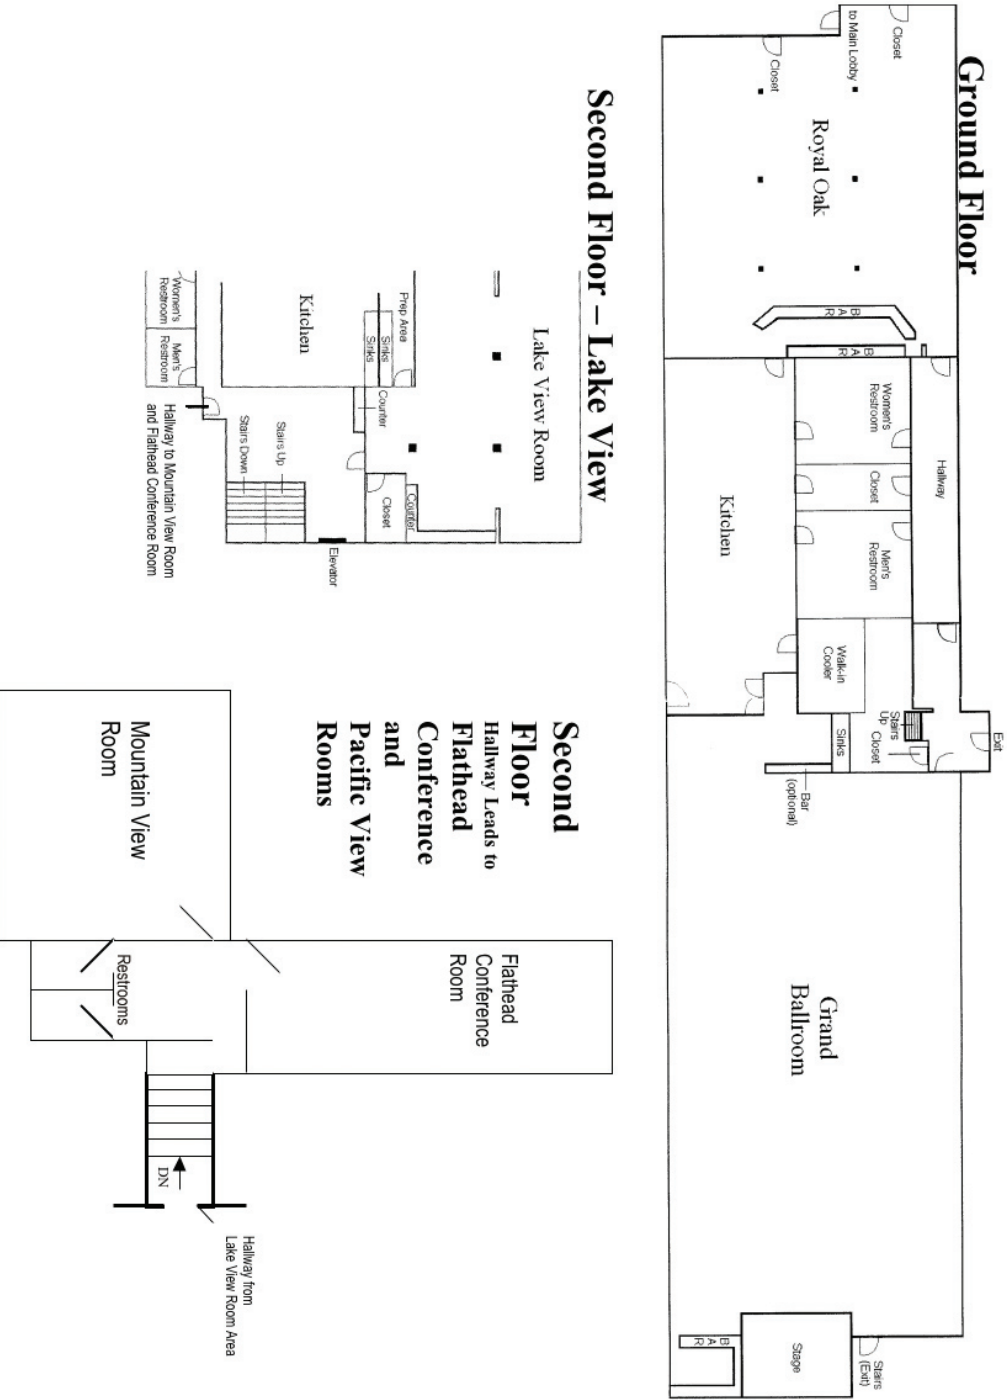 Ground Floor
Closet
to Main Lobby
Closet
Royal Oak
BAR
BAR
Women's
Restroom
Closet
Men's
Restroom
Hallway
Kitchen
Walk-in
Cooler
Stairs
Up
Closet
Sinks
Exit
Bar
(optional)
Grand
Ballroom
Stage
BAR
Stairs
(Exit)
Second Floor – Lake View
Lake View Room
Prep Area
Sinks
Sinks
Kitchen
Counter
Counter
Closet
Women's
Restroom
Men's
Restroom
Stairs Up
Stairs Down
Elevator
Hallway to Mountain View Room
and Flathead Conference Room
Second
Floor
Hallway Leads to
Flathead
Conference
and
Pacific View
Rooms
Flathead
Conference
Room
Mountain View
Room
Restrooms
DN
Hallway from
Lake View Room Area